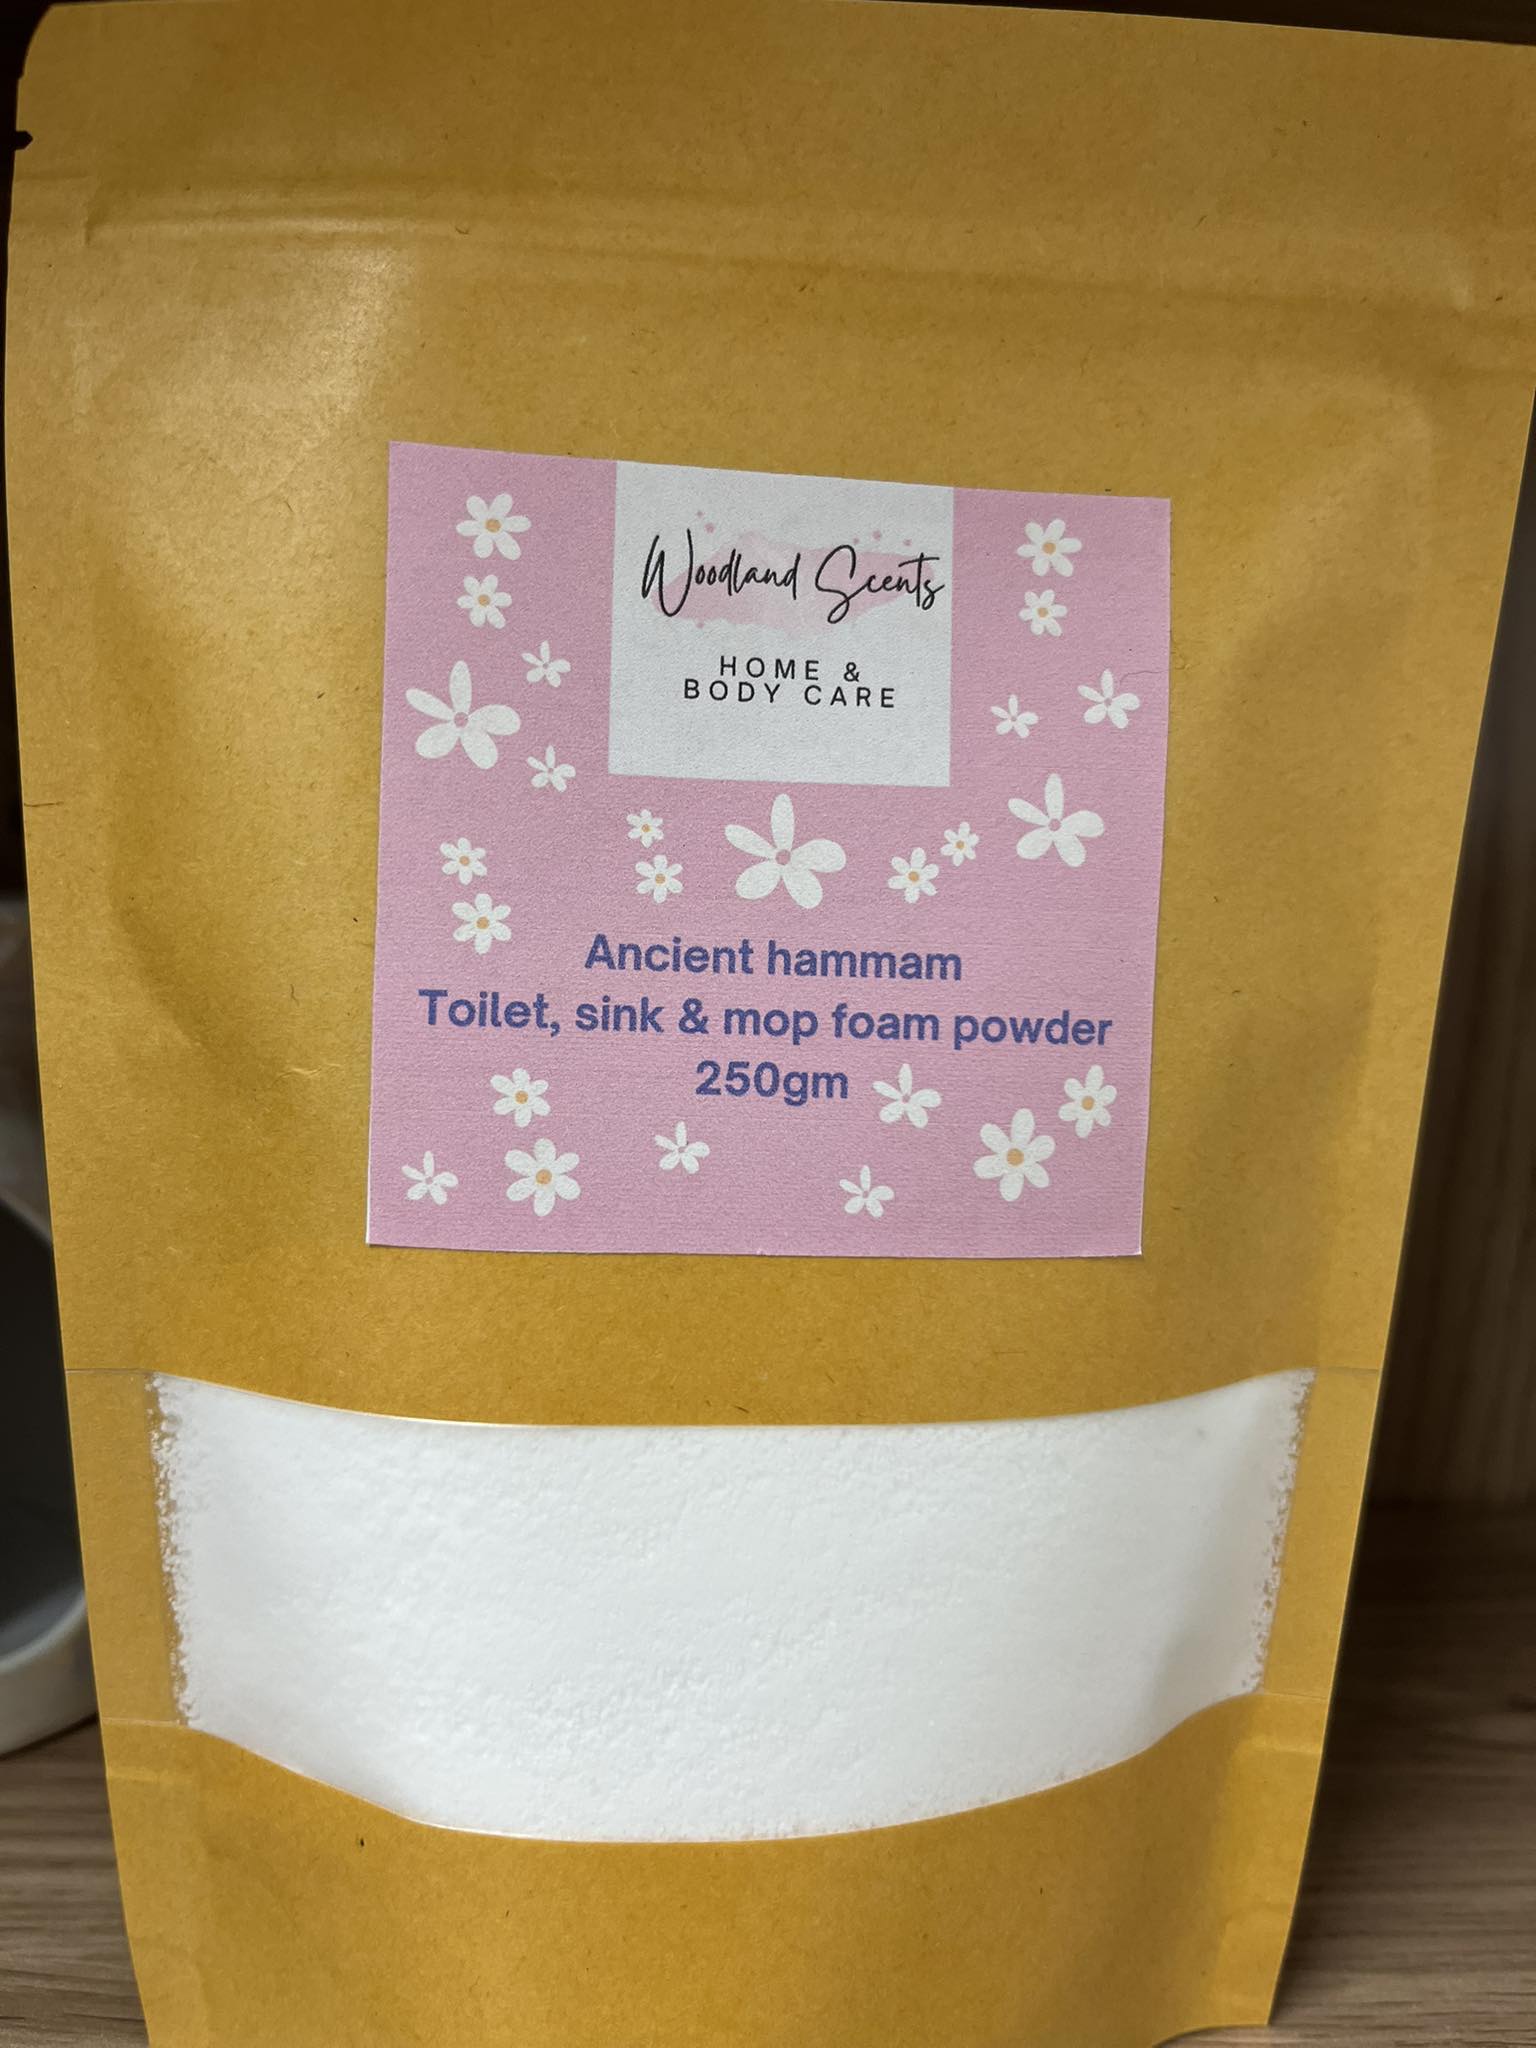 Woodland Scents
HOME &
BODY CARE
Ancient hammam
Toilet, sink & mop foam powder
250gm